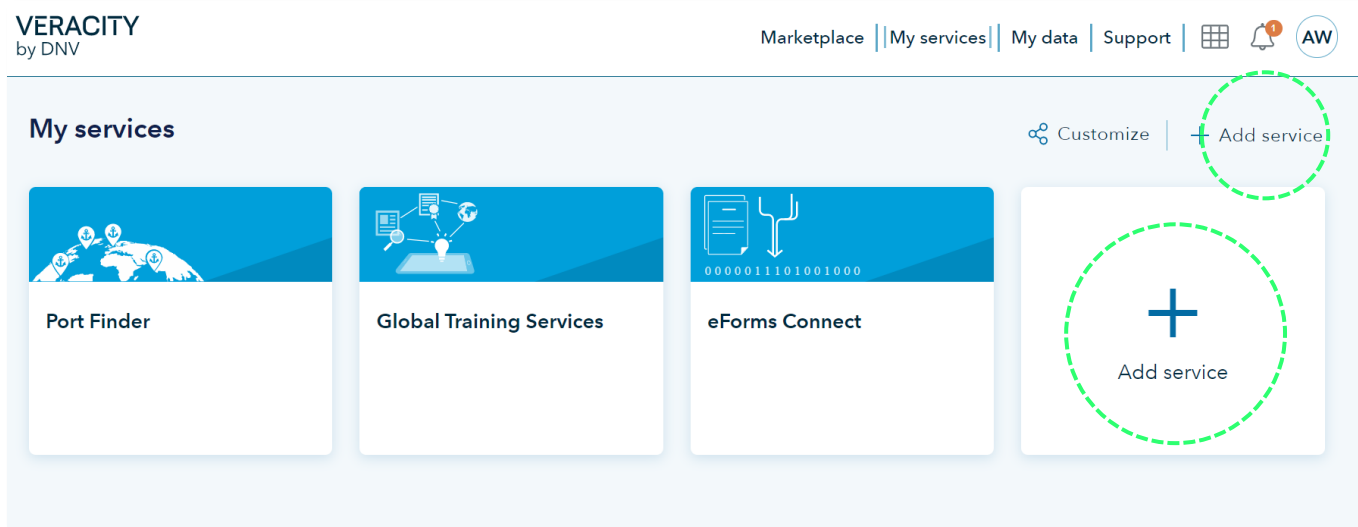 VERACITY
by DNV
Marketplace My services My data Support 1 AW
My services
Customize Add service
0000011101001000
Port Finder Global Training Services eForms Connect
Add service